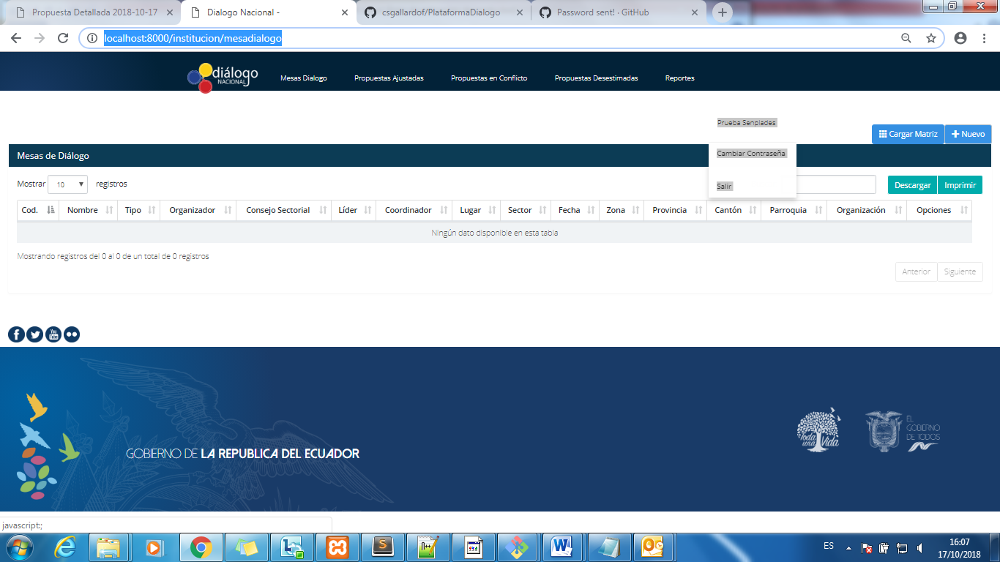 Propuesta Detallada 2018-10-17
Dialogo Nacional -
csgallardof/PlataformaDialogo
Password sent! · GitHub
localhost:8000/institucion/mesadialogo
diálogo
NACIONAL
Mesas Dialogo
Propuestas Ajustadas
Propuestas en Conflicto
Propuestas Desestimadas
Reportes
Prueba Senplades
Cargar Matriz
Nuevo
Mesas de Diálogo
Cambiar Contraseña
Salir
Mostrar 10 registros
Descargar
Imprimir
Cod. Nombre Tipo Organizador Consejo Sectorial Líder Coordinador Lugar Sector Fecha Zona Provincia Cantón Parroquia Organización Opciones
Ningún dato disponible en esta tabla
Mostrando registros del 0 al 0 de un total de 0 registros
Anterior
Siguiente
You
Tube
GOBIERNO DE LA REPUBLICA DEL ECUADOR
Toda
una Vida
EL
GOBIERNO
DE TODOS
javascript:;
ES
16:07
17/10/2018